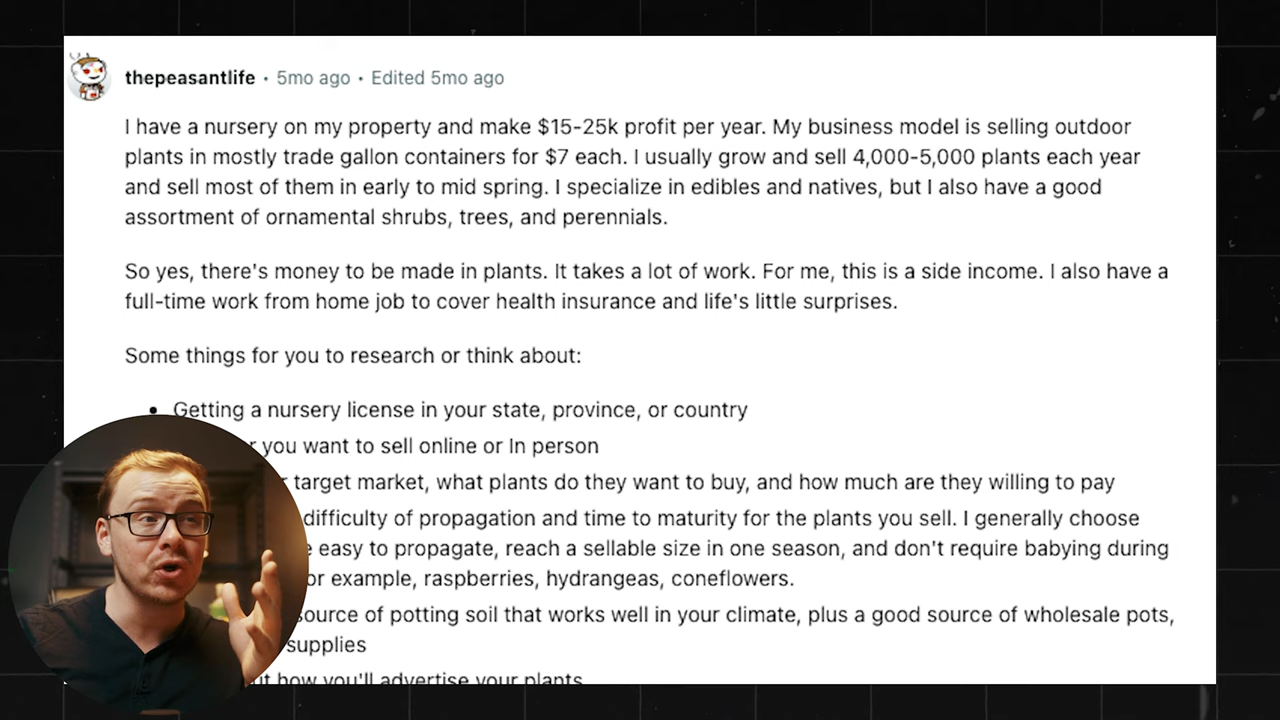 thepeasantlife • 5mo ago • Edited 5mo ago
I have a nursery on my property and make $15-25k profit per year. My business model is selling outdoor
plants in mostly trade gallon containers for $7 each. I usually grow and sell 4,000-5,000 plants each year
and sell most of them in early to mid spring. I specialize in edibles and natives, but I also have a good
assortment of ornamental shrubs, trees, and perennials.
So yes, there's money to be made in plants. It takes a lot of work. For me, this is a side income. I also have a
full-time work from home job to cover health insurance and life's little surprises.
Some things for you to research or think about:
• Getting a nursery license in your state, province, or country
you want to sell online or In person
target market, what plants do they want to buy, and how much are they willing to pay
difficulty of propagation and time to maturity for the plants you sell. I generally choose
easy to propagate, reach a sellable size in one season, and don't require babying during
or example, raspberries, hydrangeas, coneflowers.
source of potting soil that works well in your climate, plus a good source of wholesale pots,
supplies
how you'll advertise your plants